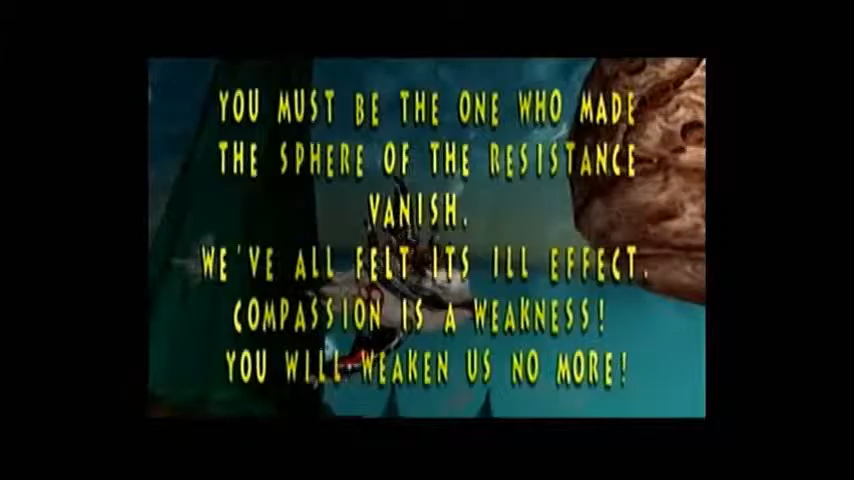 YOU MUST BE THE ONE WHO MADE
THE SPHERE OF THE RESISTANCE
VANISH.
WE'VE ALL FELT ITS ILL EFFECT.
COMPASSION IS A WEAKNESS!
YOU WILL WEAKEN US NO MORE!